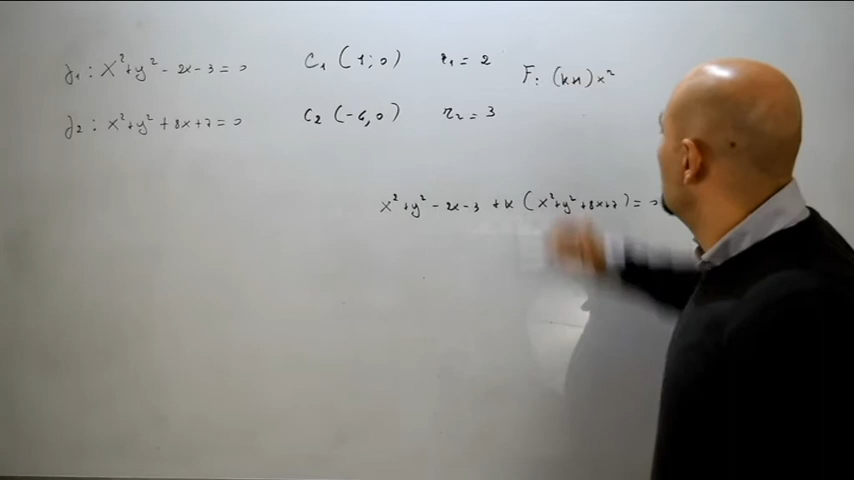 γ₁ : x²+y² - 2x - 3 = 0 C₁ (1; 0) r₁ = 2
F: (k+1) x²
γ₂ : x²+y² + 8x + 7 = 0 C₂ (-4, 0) r₂ = 3
x²+y² - 2x - 3 + k (x²+y² + 8x + 7) = 0